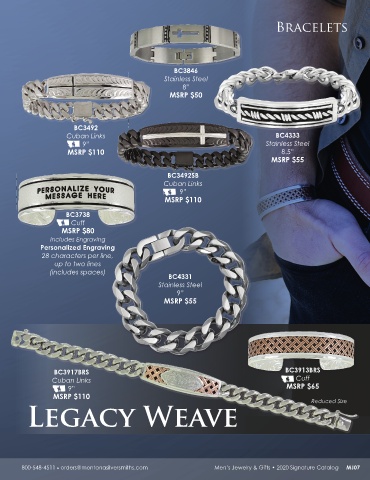 BRACELETS
BC3846
Stainless Steel
8"
MSRP $50
BC3492
Cuban Links
9"
MSRP $110
BC4333
Stainless Steel
8.5"
MSRP $55
BC3492SB
Cuban Links
9"
MSRP $110
PERSONALIZE YOUR
MESSAGE HERE
BC3738
Cuff
MSRP $80
Includes Engraving
Personalized Engraving
28 characters per line,
up to two lines
(includes spaces)
BC4331
Stainless Steel
9"
MSRP $55
BC3917BRS
Cuban Links
9"
MSRP $110
BC3913BRS
Cuff
MSRP $65
Reduced Size
LEGACY WEAVE
800-548-4511 • orders@montanasilversmiths.com
Men's Jewelry & Gifts • 2020 Signature Catalog MJ07